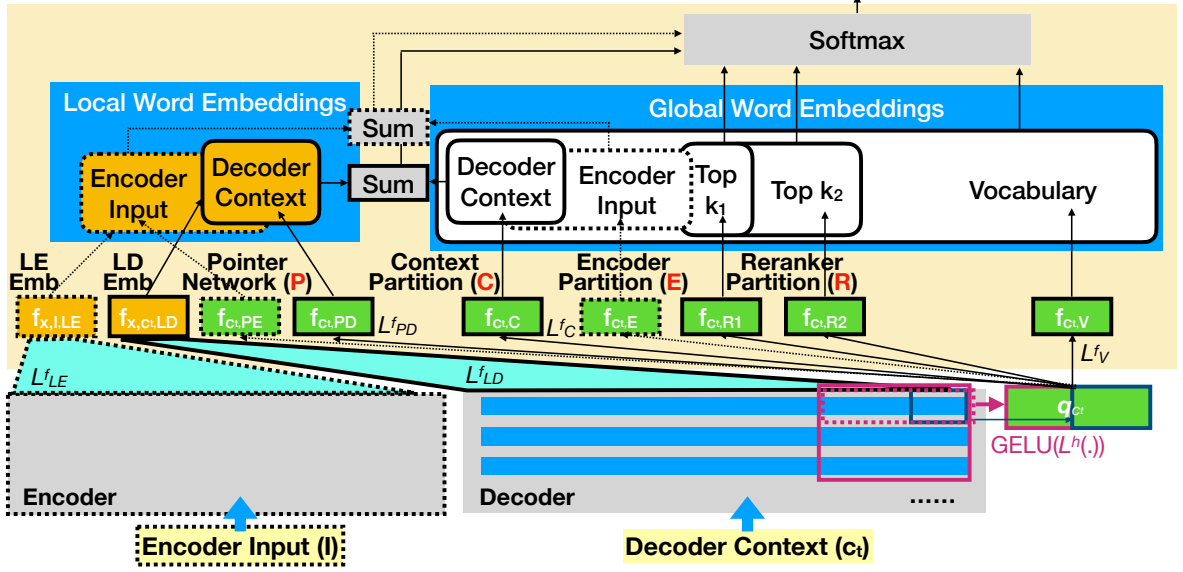 Softmax
Local Word Embeddings
Global Word Embeddings
Sum
Sum
Encoder
Input
Decoder
Context
Decoder
Context
Encoder
Input
Top
k1
Top k2
Vocabulary
LE
Emb
LD
Emb
Pointer
Network (P)
Context
Partition (C)
Encoder
Partition (E)
Reranker
Partition (R)
fx,I,LE
fx,ct,LD
fct,PE
fct,PD
LfPD
fct,C
LfC
fct,E
fct,R1
fct,R2
fct,V
LfV
LfLE
LfLD
qct
GELU(Lh(.))
Encoder
Decoder
......
Encoder Input (I)
Decoder Context (ct)